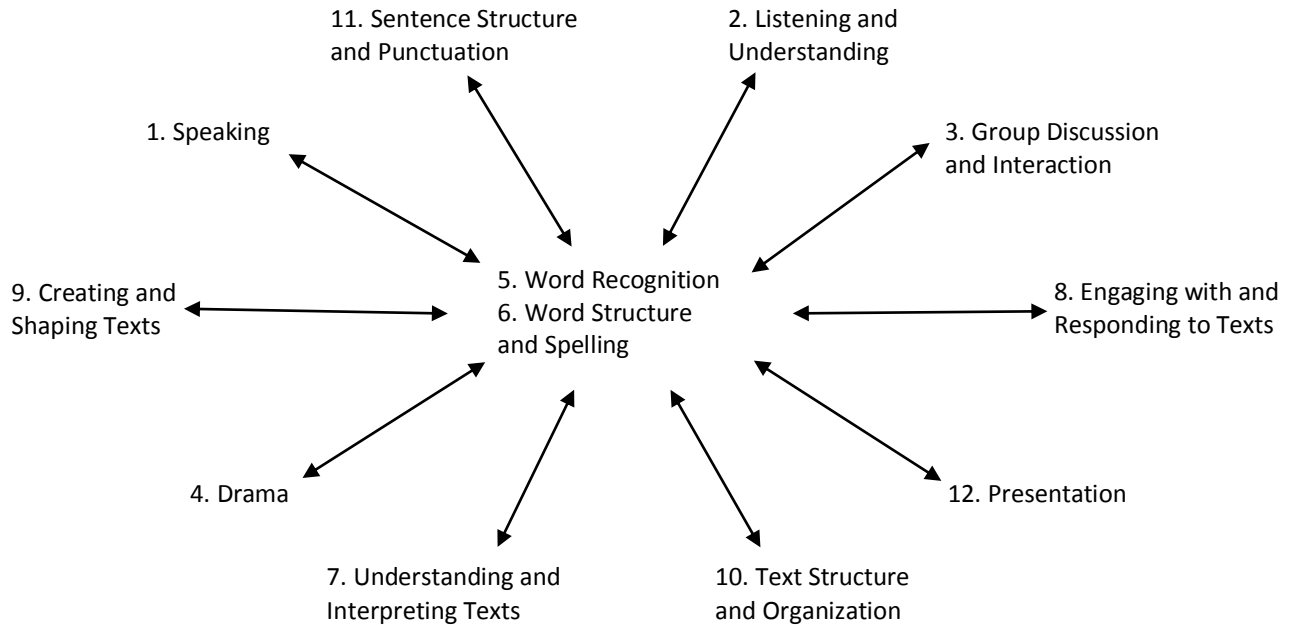 11. Sentence Structure
and Punctuation
2. Listening and
Understanding
1. Speaking
3. Group Discussion
and Interaction
5. Word Recognition
6. Word Structure
and Spelling
9. Creating and
Shaping Texts
8. Engaging with and
Responding to Texts
4. Drama
12. Presentation
7. Understanding and
Interpreting Texts
10. Text Structure
and Organization